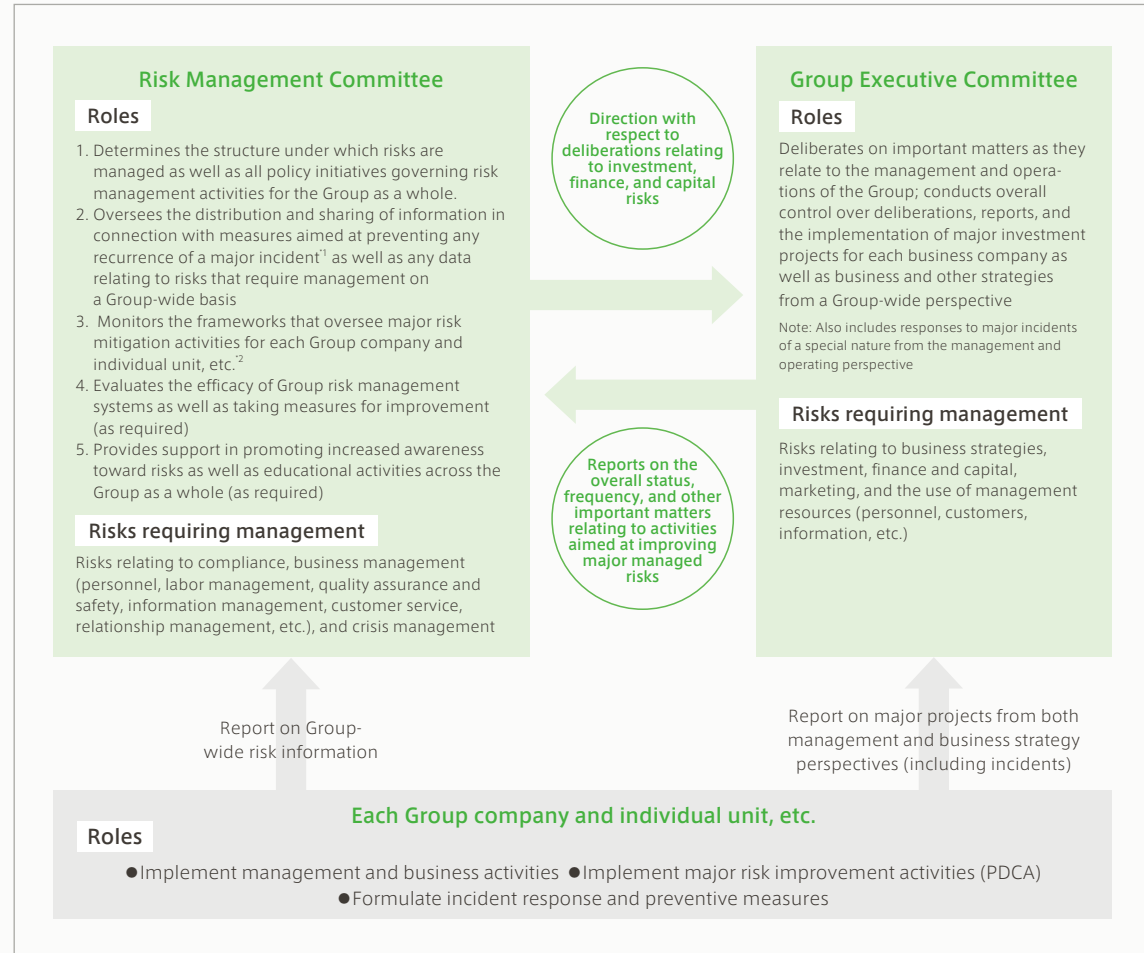 Risk Management Committee
Roles
1. Determines the structure under which risks are
managed as well as all policy initiatives governing risk
management activities for the Group as a whole.
2. Oversees the distribution and sharing of information in
connection with measures aimed at preventing any
recurrence of a major incident*1 as well as any data
relating to risks that require management on
a Group-wide basis
3. Monitors the frameworks that oversee major risk
mitigation activities for each Group company and
individual unit, etc.*2
4. Evaluates the efficacy of Group risk management
systems as well as taking measures for improvement
(as required)
5. Provides support in promoting increased awareness
toward risks as well as educational activities across the
Group as a whole (as required)
Risks requiring management
Risks relating to compliance, business management
(personnel, labor management, quality assurance and
safety, information management, customer service,
relationship management, etc.), and crisis management
Direction with
respect to
deliberations relating
to investment,
finance, and capital
risks
Reports on the
overall status,
frequency, and other
important matters
relating to activities
aimed at improving
major managed
risks
Group Executive Committee
Roles
Deliberates on important matters as they
relate to the management and opera-
tions of the Group; conducts overall
control over deliberations, reports, and
the implementation of major investment
projects for each business company as
well as business and other strategies
from a Group-wide perspective
Note: Also includes responses to major incidents
of a special nature from the management and
operating perspective
Risks requiring management
Risks relating to business strategies,
investment, finance and capital,
marketing, and the use of management
resources (personnel, customers,
information, etc.)
Report on Group-
wide risk information
Report on major projects from both
management and business strategy
perspectives (including incidents)
Each Group company and individual unit, etc.
Roles
●Implement management and business activities ●Implement major risk improvement activities (PDCA)
●Formulate incident response and preventive measures